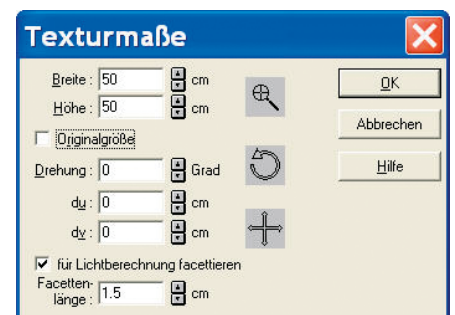 Texturmaße
Breite : 50 cm
OK
Höhe : 50 cm
Abbrechen
Originalgröße
Drehung : 0 Grad
Hilfe
du : 0 cm
dv : 0 cm
für Lichtberechnung facettieren
Facetten-
länge : 1.5 cm